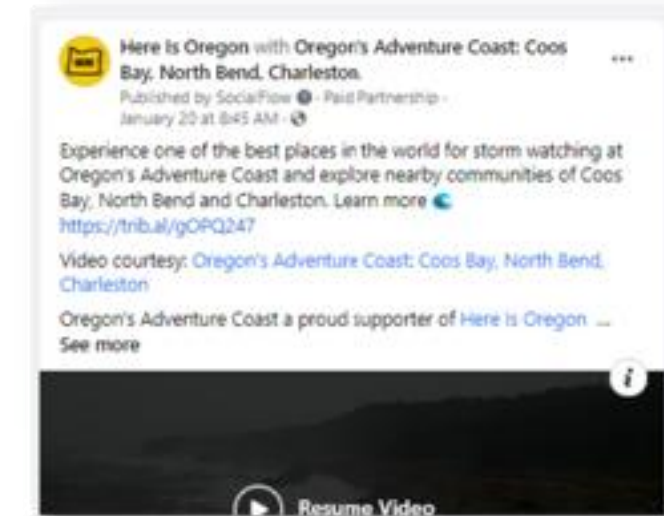 Here Is Oregon with Oregon's Adventure Coast: Coos
Bay, North Bend, Charleston.
Published by SocialFlow · Paid Partnership ·
January 20 at 8:45 AM ·
Experience one of the best places in the world for storm watching at
Oregon's Adventure Coast and explore nearby communities of Coos
Bay, North Bend and Charleston. Learn more
https://trib.al/gOPQ247
Video courtesy: Oregon's Adventure Coast: Coos Bay, North Bend,
Charleston
Oregon's Adventure Coast a proud supporter of Here Is Oregon ...
See more
i
Resume Video